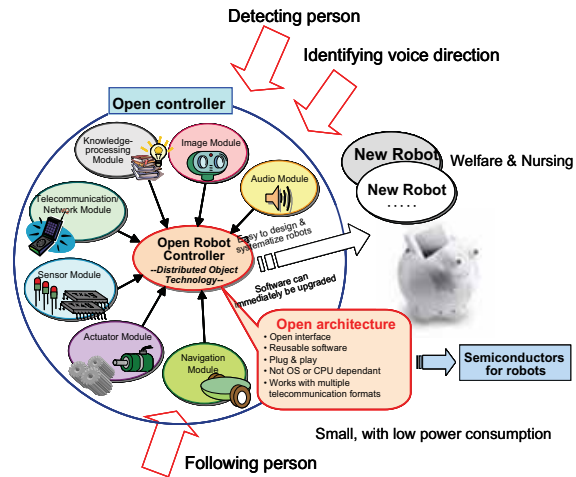 Detecting person
Identifying voice direction
Open controller
Knowledge-
processing
Module
Image Module
Audio Module
Telecommunication/
Network Module
Sensor Module
Actuator Module
Navigation
Module
Open Robot
Controller
--Distributed Object
Technology--
Easy to design &
systematize robots
Software can
immediately be upgraded
New Robot
New Robot
.....
Welfare & Nursing
Open architecture
• Open interface
• Reusable software
• Plug & play
• Not OS or CPU dependant
• Works with multiple
telecommunication formats
Semiconductors
for robots
Small, with low power consumption
Following person